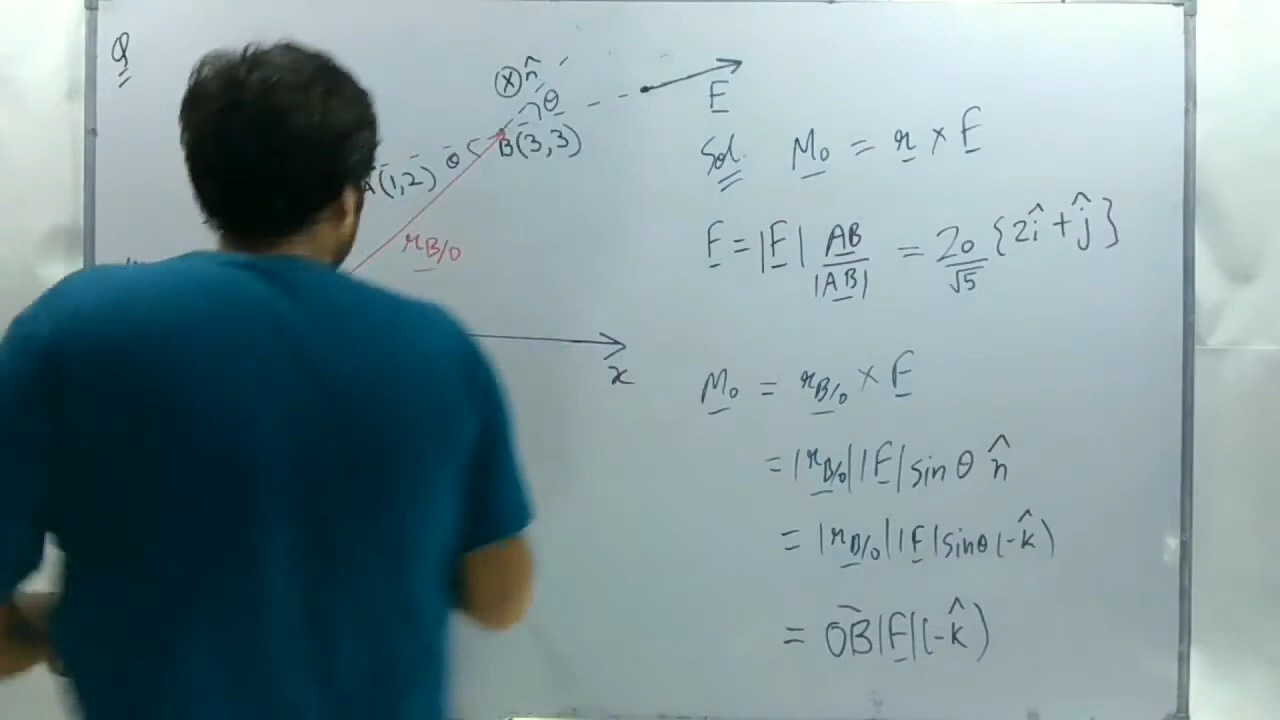 Q
n̂
θ
F
B(3,3)
θ
A(1,2)
r_B/O
x
Sol. M_o = r × F
F = |F| AB/|AB| = 20/√5 {2î + ĵ}
M_o = r_B/O × F
= |r_B/O| |F| sin θ n̂
= |r_B/O| |F| sin θ (-k̂)
= OB |F| (-k̂)